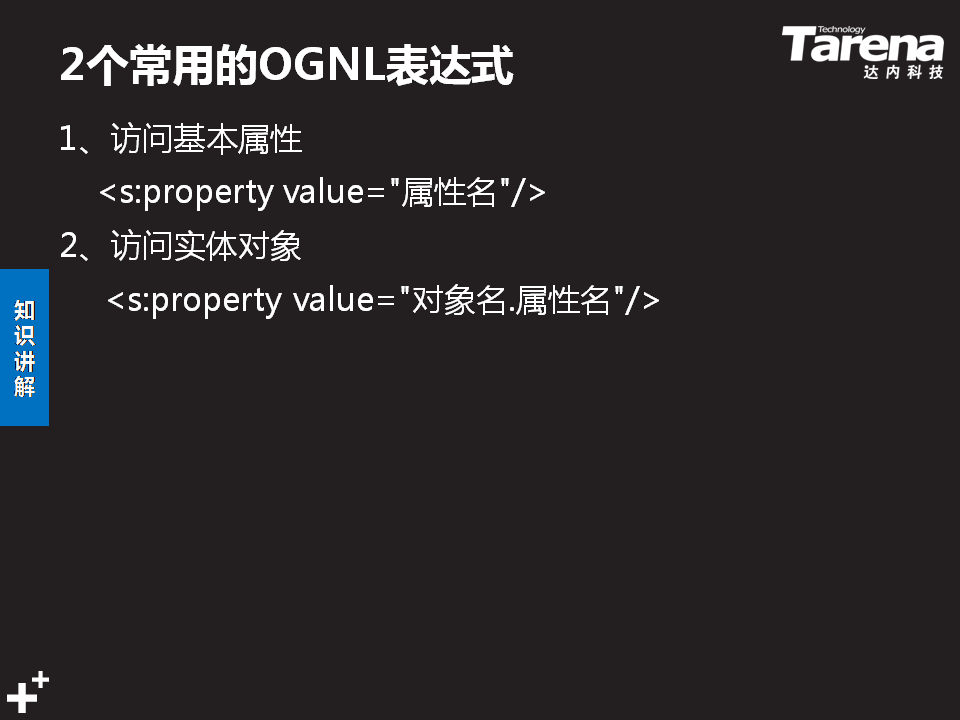 2个常用的OGNL表达式
Technology
Tarena
达内科技
1、访问基本属性
<s:property value="属性名"/>
2、访问实体对象
<s:property value="对象名.属性名"/>
知
识
讲
解